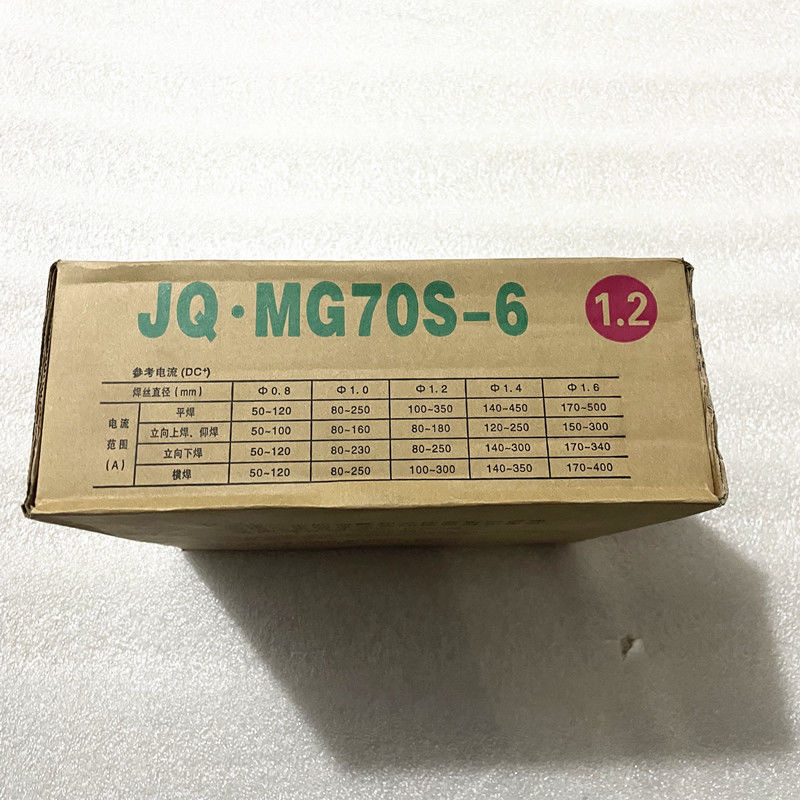 JQ·MG70S-6 1.2
参考电流 (DC⁺)
焊丝直径 (mm) Φ0.8 Φ1.0 Φ1.2 Φ1.4 Φ1.6
电流范围(A) 平焊 50~120 80~250 100~350 140~450 170~500
立向上焊、仰焊 50~100 80~160 80~180 120~250 150~300
立向下焊 50~120 80~230 80~250 140~300 170~340
横焊 50~120 80~250 100~300 140~350 170~400